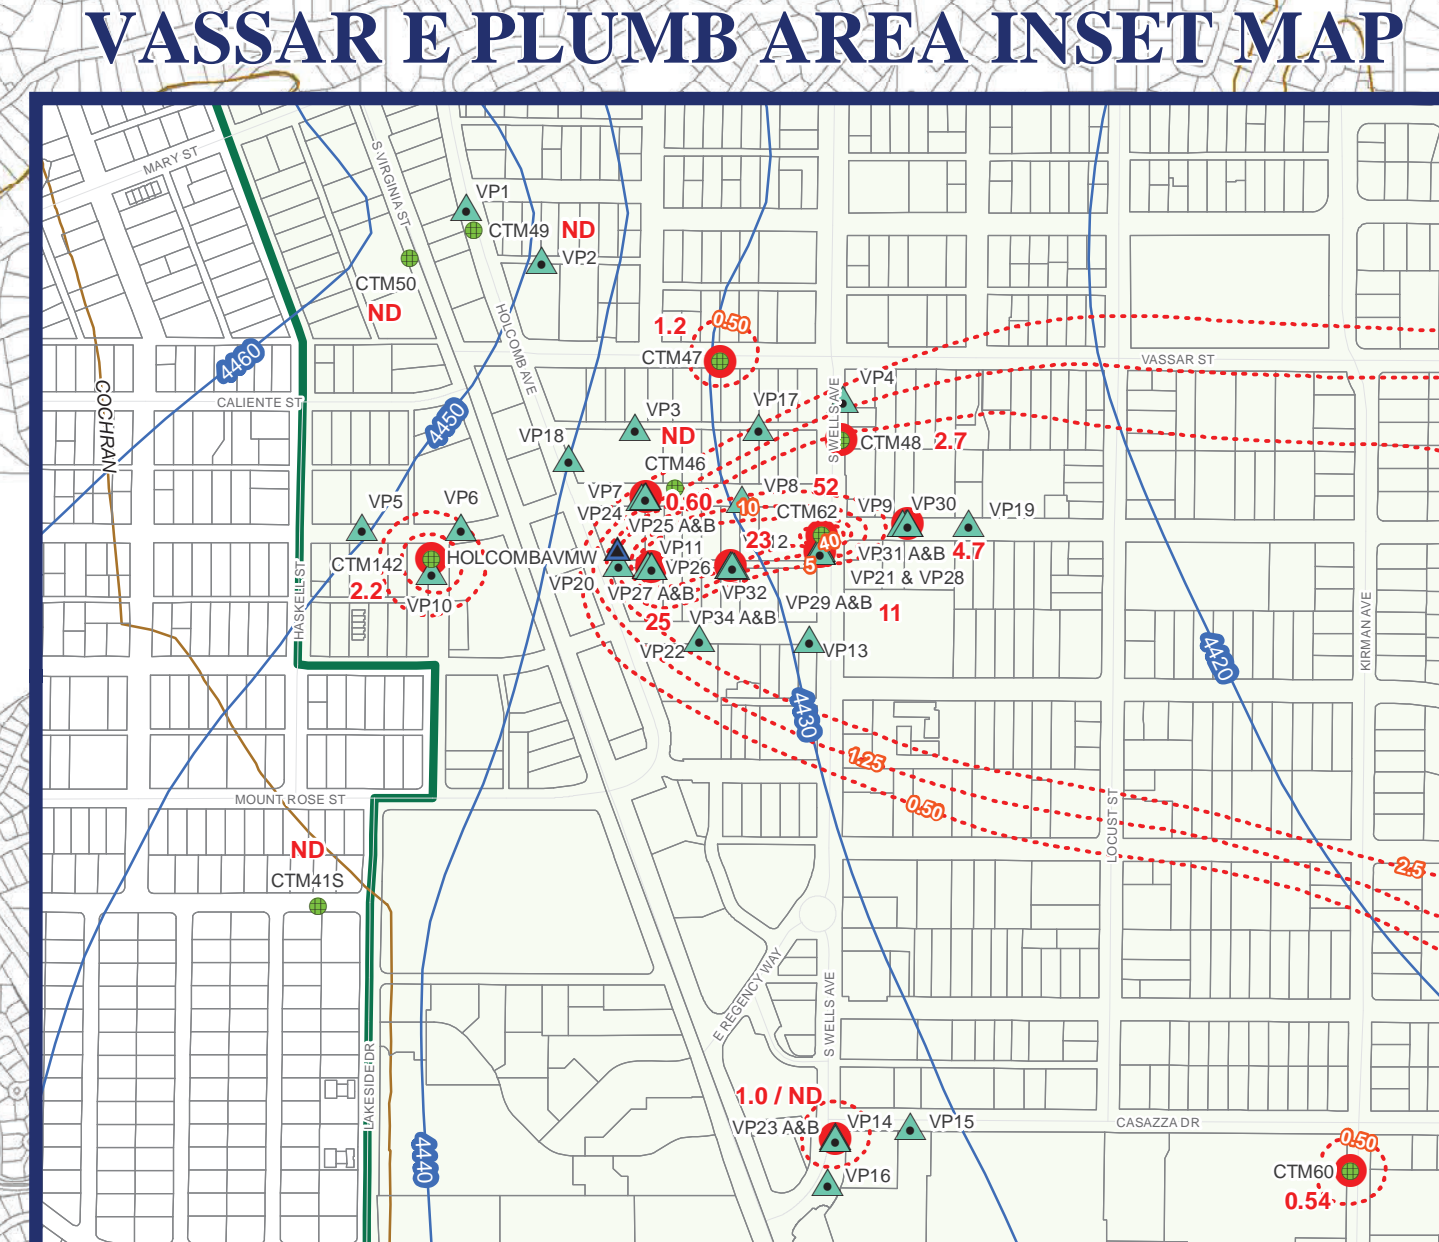 VASSAR E PLUMB AREA INSET MAP
MARY ST
S VIRGINIA ST
VP1
CTM49
ND
VP2
CTM50
ND
HOLCOMB AVE
1.2
0.50
CTM47
VASSAR ST
4460
CALIENTE ST
COCHRAN
4450
S WELLS AVE
VP4
VP3
VP17
ND
VP18
CTM48
2.7
CTM46
VP7
0.60
VP8
52
VP5
VP6
VP24
10
CTM62
VP9
VP30
VP19
VP25 A&B
23
40
4.7
CTM142
HOLCOMBAVMW
VP11
VP31 A&B
VP26
5
2.2
VP20
VP21 & VP28
VP10
VP27 A&B
VP32
VP29 A&B
11
HASKELL ST
25
VP34 A&B
VP22
VP13
4420
KIRMAN AVE
4430
1.25
0.50
MOUNT ROSE ST
LOCUST ST
ND
CTM41S
2.5
E REGENCY WAY
S WELLS AVE
LAKESIDE DR
1.0 / ND
VP23 A&B
VP14
VP15
CASAZZA DR
4440
VP16
0.50
CTM60
0.54